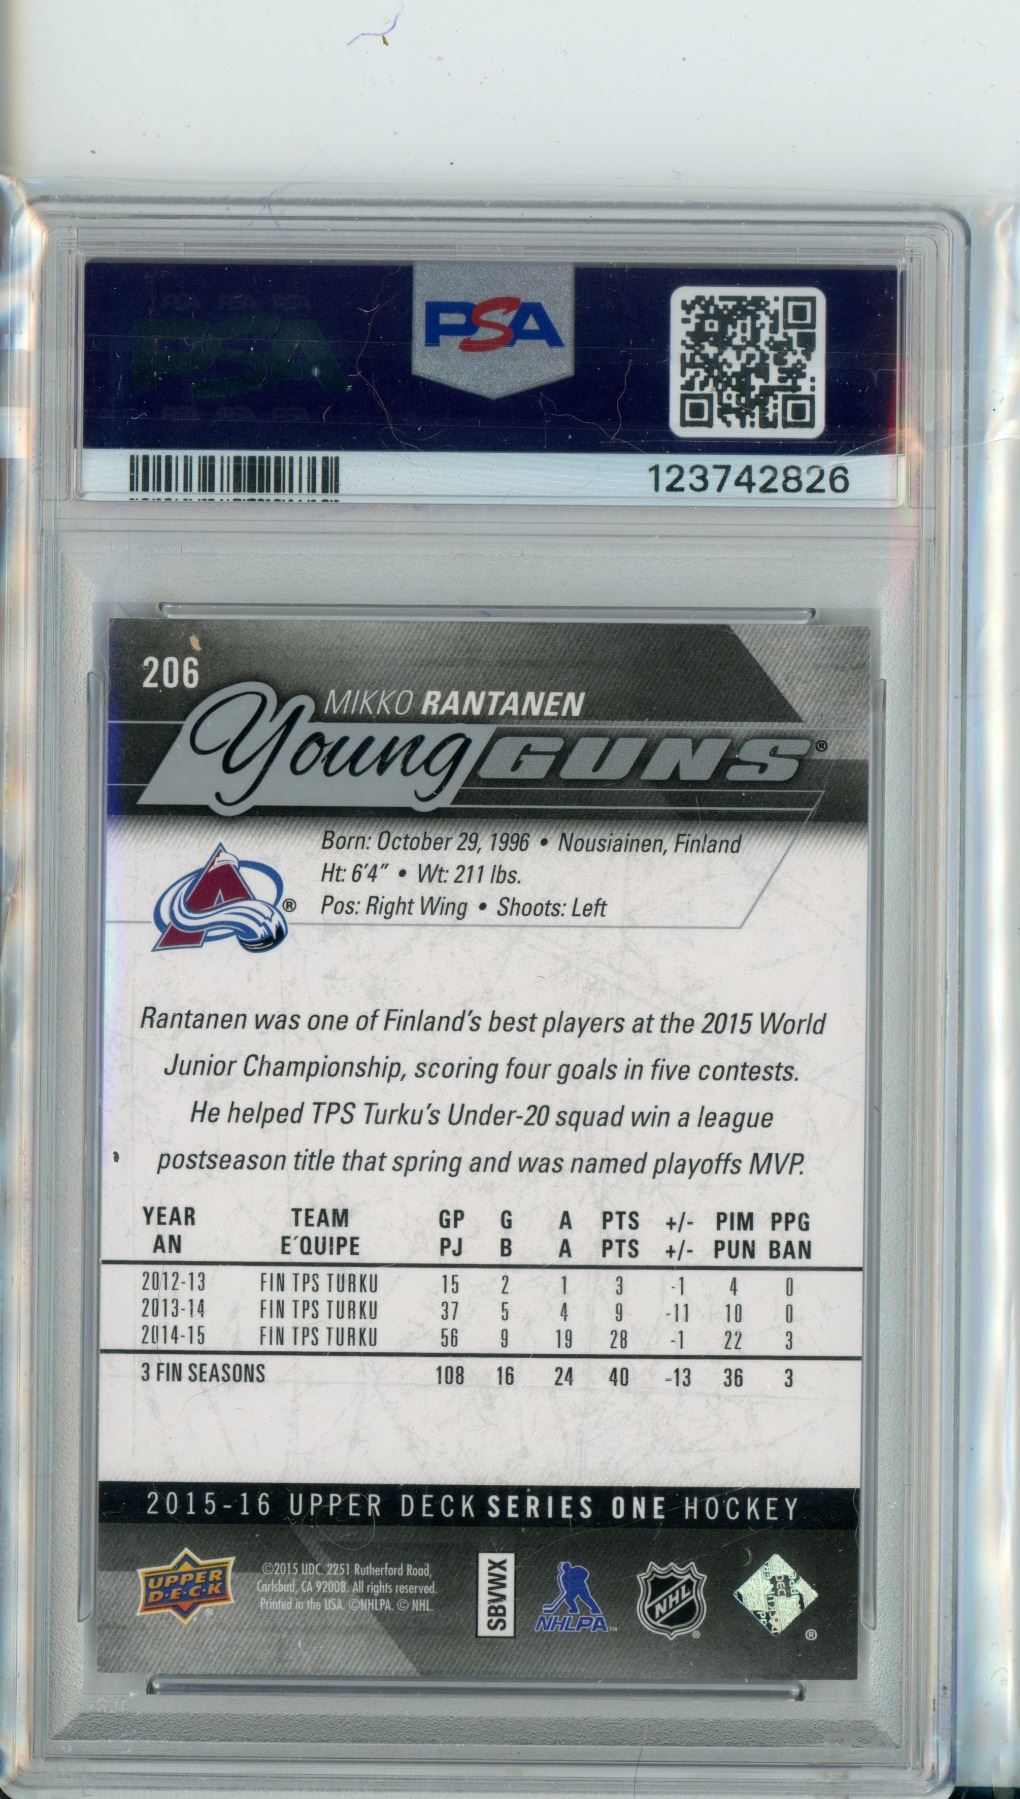 PSA
PSA
123742826
206
MIKKO RANTANEN
Young GUNS®
Born: October 29, 1996 • Nousiainen, Finland
Ht: 6'4" • Wt: 211 lbs.
Pos: Right Wing • Shoots: Left
A ®
Rantanen was one of Finland's best players at the 2015 World
Junior Championship, scoring four goals in five contests.
He helped TPS Turku's Under-20 squad win a league
postseason title that spring and was named playoffs MVP.
YEAR TEAM GP G A PTS +/- PIM PPG
AN E´QUIPE PJ B A PTS +/- PUN BAN
2012-13 FIN TPS TURKU 15 2 1 3 -1 4 0
2013-14 FIN TPS TURKU 37 5 4 9 -11 10 0
2014-15 FIN TPS TURKU 56 9 19 28 -1 22 3
3 FIN SEASONS 108 16 24 40 -13 36 3
2015-16 UPPER DECK SERIES ONE HOCKEY
UPPER
D·E·C·K
®
©2015 UDC. 2251 Rutherford Road,
Carlsbad, CA 92008. All rights reserved.
Printed in the USA. ©NHLPA. © NHL.
SBVWX
NHLPA™
NHL ®
®